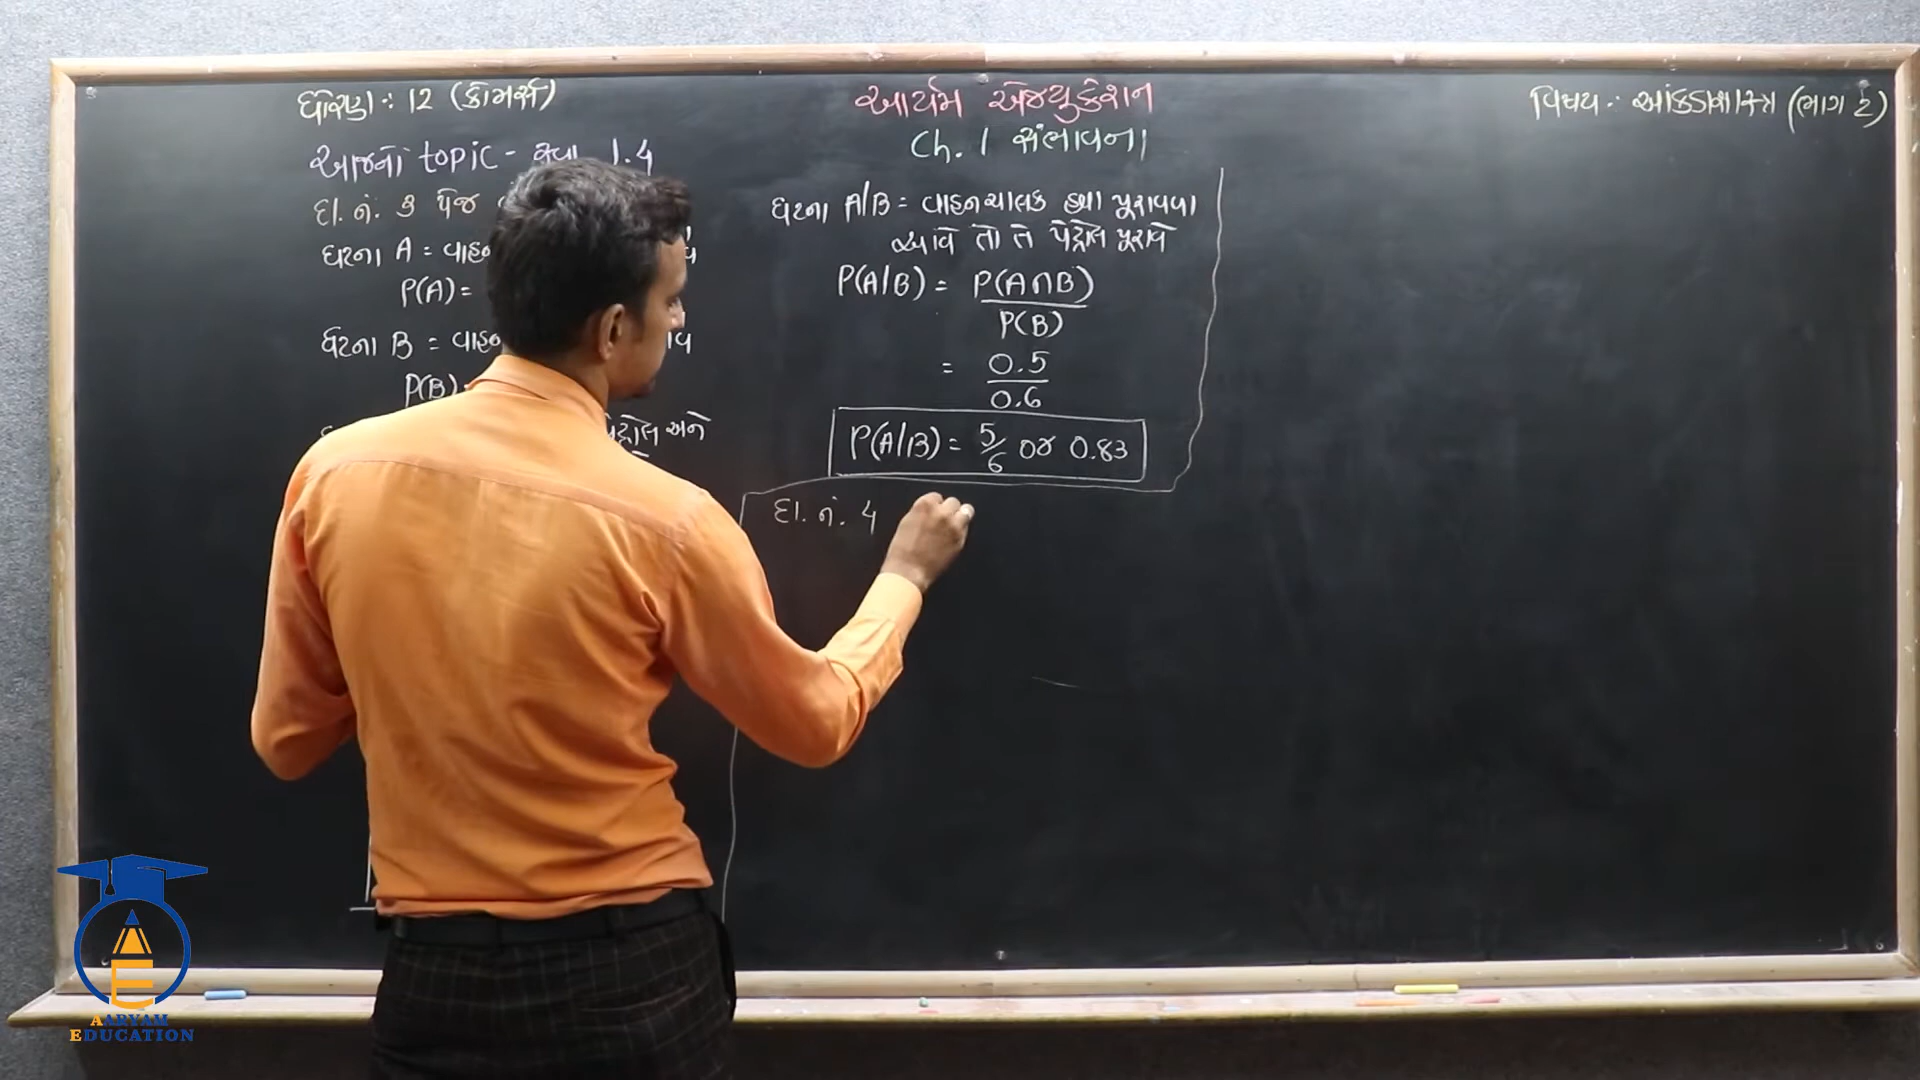 ધોરણ : 12 (કોમર્સ)
આર્યમ એજયુકેશન
વિષય : આંકડાશાસ્ત્ર (ભાગ 2)
Ch. 1 સંભાવના
આજનો topic - સ્વા 1.4
દા. નં. 3 પેજ
ઘટના A = વાહન
P(A) =
ઘટના B = વાહન
P(B)
પેટ્રોલ અને
ઘટના A/B = વાહનચાલક હવા પૂરાવવા
આવે તો તે પેટ્રોલ પૂરાવે
P(A/B) = P(A∩B)
P(B)
= 0.5
0.6
P(A/B) = 5/6 or 0.83
દા. નં. 4
AARYAM
EDUCATION